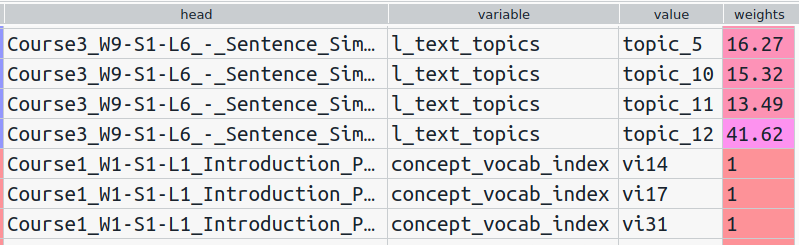 head variable value weights
Course3_W9-S1-L6_-_Sentence_Sim… l_text_topics topic_5 16.27
Course3_W9-S1-L6_-_Sentence_Sim… l_text_topics topic_10 15.32
Course3_W9-S1-L6_-_Sentence_Sim… l_text_topics topic_11 13.49
Course3_W9-S1-L6_-_Sentence_Sim… l_text_topics topic_12 41.62
Course1_W1-S1-L1_Introduction_P… concept_vocab_index vi14 1
Course1_W1-S1-L1_Introduction_P… concept_vocab_index vi17 1
Course1_W1-S1-L1_Introduction_P… concept_vocab_index vi31 1